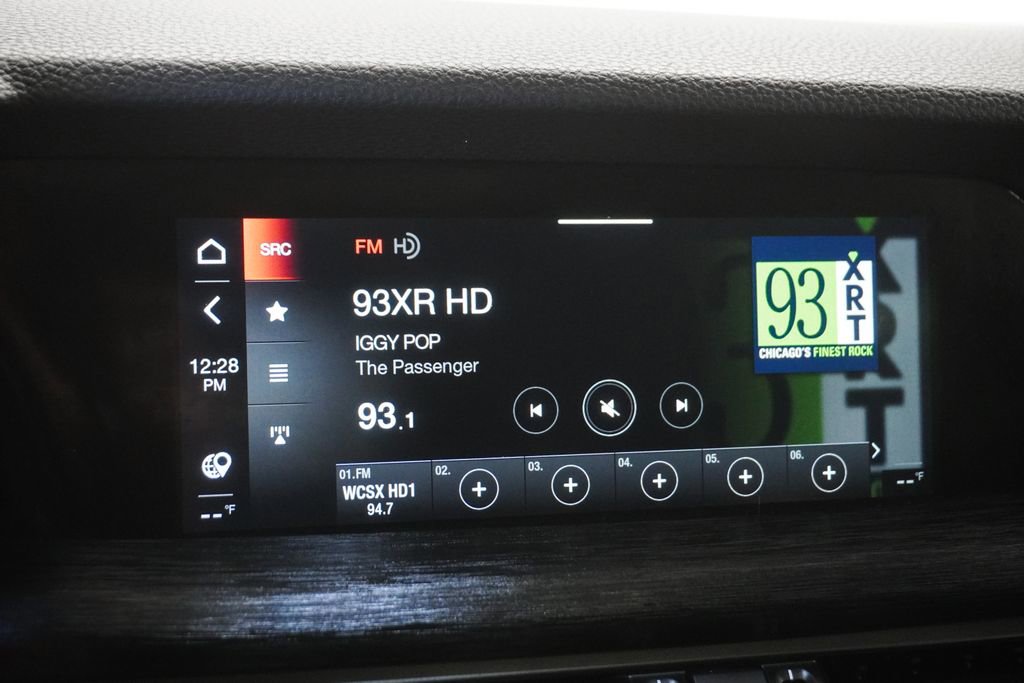 SRC
12:28
PM
--°F
FM HD
93XR HD
IGGY POP
The Passenger
93.1
01.FM
WCSX HD1
94.7
02.
03.
04.
05.
06.
93 XRT
CHICAGO'S FINEST ROCK
XRT
--°F